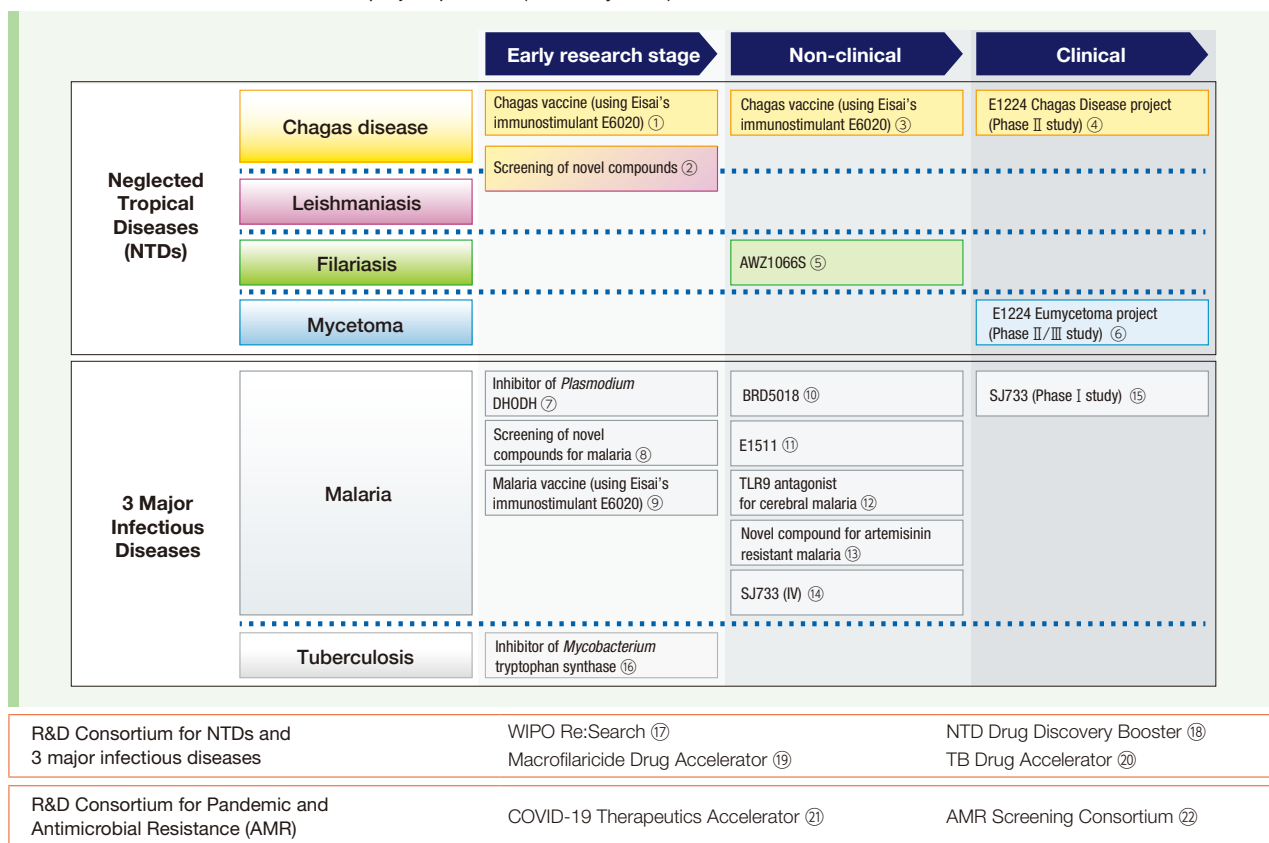 Early research stage
Non-clinical
Clinical
Neglected
Tropical
Diseases
(NTDs)
Chagas disease
Chagas vaccine (using Eisai's
immunostimulant E6020) ①
Chagas vaccine (using Eisai's
immunostimulant E6020) ③
E1224 Chagas Disease project
(Phase Ⅱ study) ④
Screening of novel compounds ②
Leishmaniasis
Filariasis
AWZ1066S ⑤
Mycetoma
E1224 Eumycetoma project
(Phase Ⅱ/Ⅲ study) ⑥
3 Major
Infectious
Diseases
Malaria
Inhibitor of Plasmodium
DHODH ⑦
Screening of novel
compounds for malaria ⑧
Malaria vaccine (using Eisai's
immunostimulant E6020) ⑨
BRD5018 ⑩
E1511 ⑪
TLR9 antagonist
for cerebral malaria ⑫
Novel compound for artemisinin
resistant malaria ⑬
SJ733 (IV) ⑭
SJ733 (Phase Ⅰ study) ⑮
Tuberculosis
Inhibitor of Mycobacterium
tryptophan synthase ⑯
R&D Consortium for NTDs and
3 major infectious diseases
WIPO Re:Search ⑰
NTD Drug Discovery Booster ⑱
Macrofilaricide Drug Accelerator ⑲
TB Drug Accelerator ⑳
R&D Consortium for Pandemic and
Antimicrobial Resistance (AMR)
COVID-19 Therapeutics Accelerator ㉑
AMR Screening Consortium ㉒